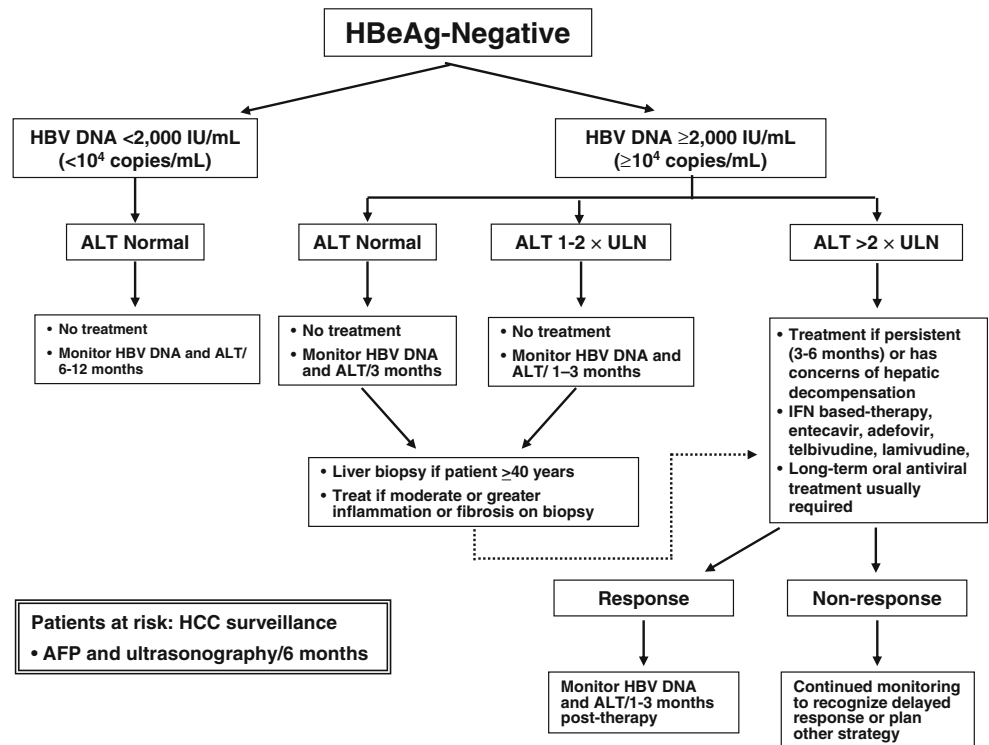 HBeAg-Negative
HBV DNA <2,000 IU/mL
(<10⁴ copies/mL)
HBV DNA ≥2,000 IU/mL
(≥10⁴ copies/mL)
ALT Normal
ALT Normal
ALT 1-2 × ULN
ALT >2 × ULN
• No treatment
• Monitor HBV DNA and ALT/
6-12 months
• No treatment
• Monitor HBV DNA
and ALT/3 months
• No treatment
• Monitor HBV DNA and
ALT/ 1–3 months
• Treatment if persistent
(3-6 months) or has
concerns of hepatic
decompensation
• IFN based-therapy,
entecavir, adefovir,
telbivudine, lamivudine,
• Long-term oral antiviral
treatment usually
required
• Liver biopsy if patient ≥40 years
• Treat if moderate or greater
inflammation or fibrosis on biopsy
Response
Non-response
Patients at risk: HCC surveillance
• AFP and ultrasonography/6 months
Monitor HBV DNA
and ALT/1-3 months
post-therapy
Continued monitoring
to recognize delayed
response or plan
other strategy